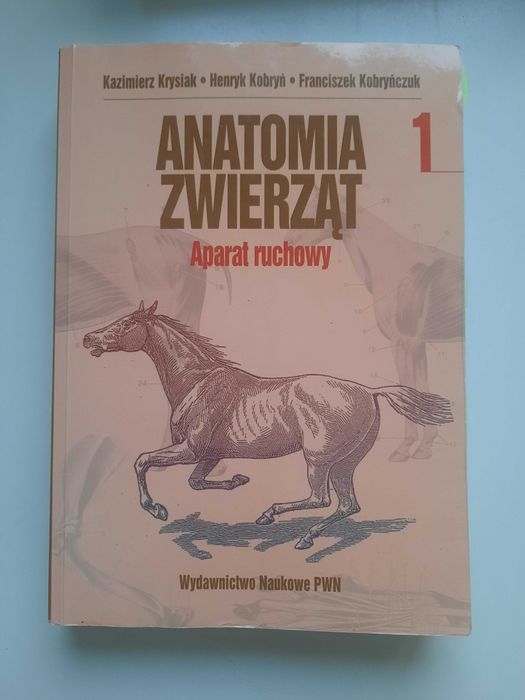 Kazimierz Krysiak • Henryk Kobryń • Franciszek Kobryńczuk
ANATOMIA
ZWIERZĄT
1
Aparat ruchowy
Wydawnictwo Naukowe PWN